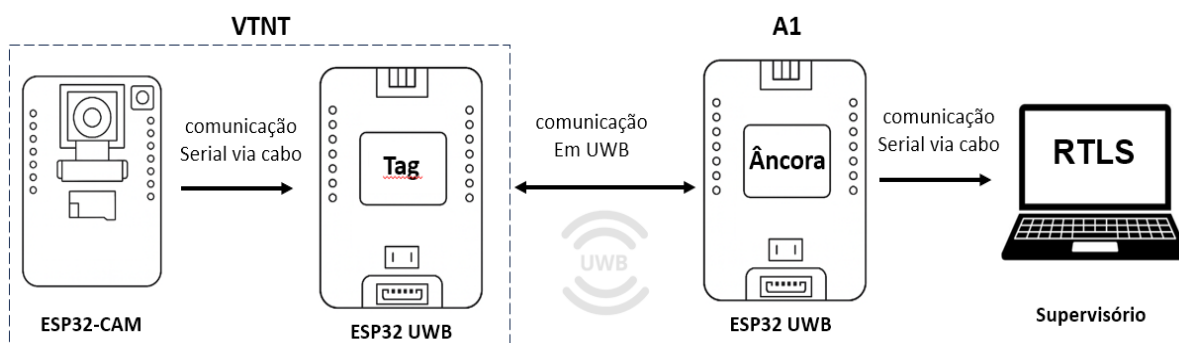 VTNT
A1
comunicação
Serial via cabo
comunicação
Em UWB
comunicação
Serial via cabo
Tag
Âncora
RTLS
UWB
ESP32-CAM
ESP32 UWB
ESP32 UWB
Supervisório